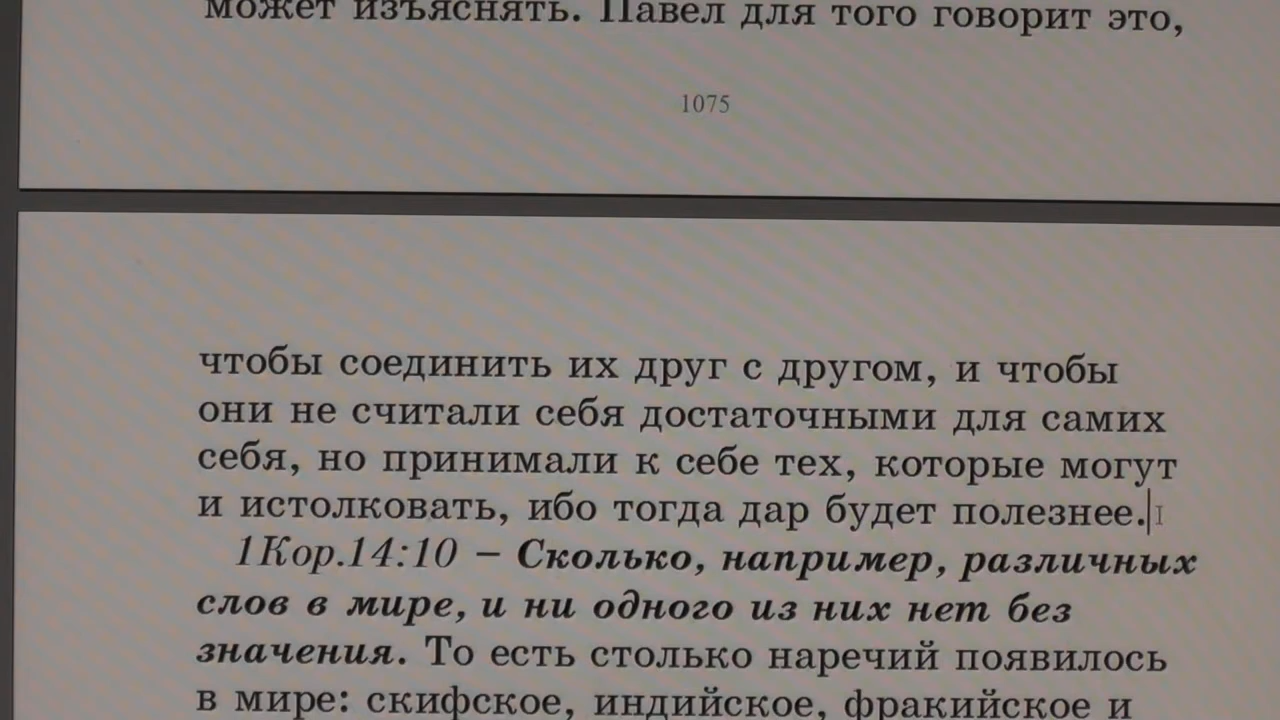 может изъяснять. Павел для того говорит это,
1075
чтобы соединить их друг с другом, и чтобы
они не считали себя достаточными для самих
себя, но принимали к себе тех, которые могут
и истолковать, ибо тогда дар будет полезнее.
1Кор.14:10 – Сколько, например, различных
слов в мире, и ни одного из них нет без
значения. То есть столько наречий появилось
в мире: скифское, индийское, фракийское и